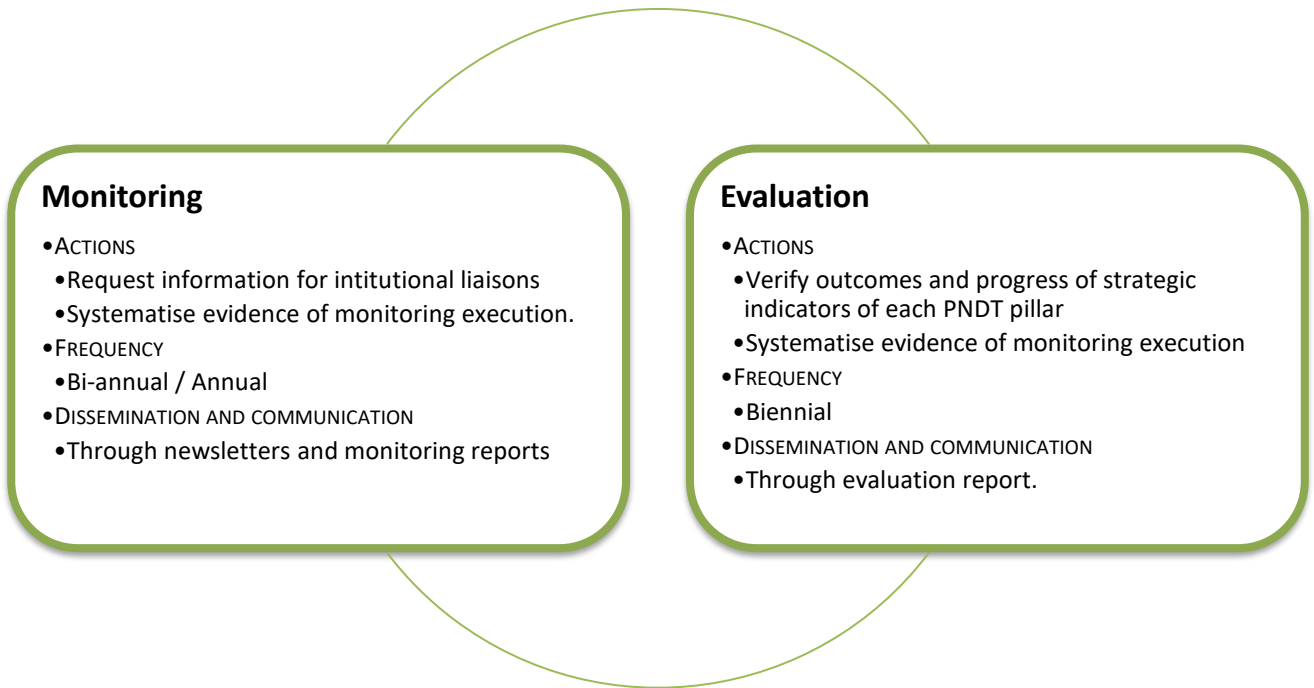 Monitoring
•ACTIONS
•Request information for intitutional liaisons
•Systematise evidence of monitoring execution.
•FREQUENCY
•Bi-annual / Annual
•DISSEMINATION AND COMMUNICATION
•Through newsletters and monitoring reports
Evaluation
•ACTIONS
•Verify outcomes and progress of strategic
indicators of each PNDT pillar
•Systematise evidence of monitoring execution
•FREQUENCY
•Biennial
•DISSEMINATION AND COMMUNICATION
•Through evaluation report.